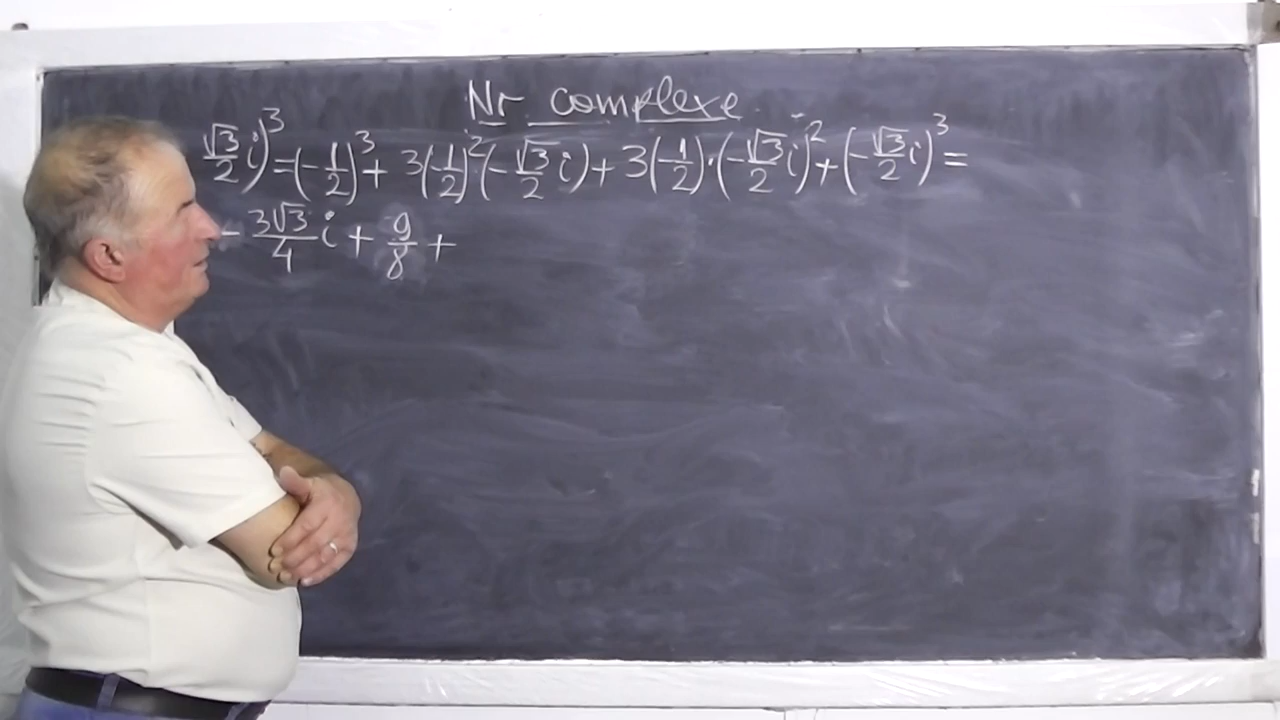 Nr complexe
√3/2 i)³=(-1/2)³+ 3(-1/2)²(-√3/2 i)+ 3(-1/2)·(-√3/2 i)²+(-√3/2 i)³=
- 3√3/4 i + 9/8 +